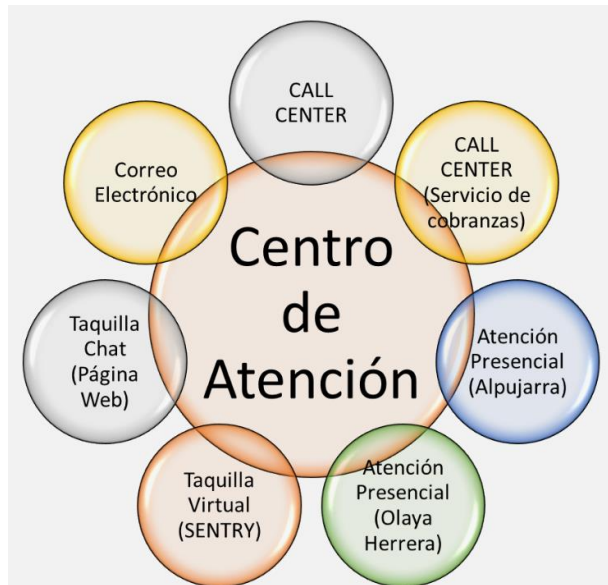 CALL
CENTER
CALL
CENTER
(Servicio de
cobranzas)
Atención
Presencial
(Alpujarra)
Atención
Presencial
(Olaya
Herrera)
Taquilla
Virtual
(SENTRY)
Taquilla
Chat
(Página
Web)
Correo
Electrónico
Centro
de
Atención